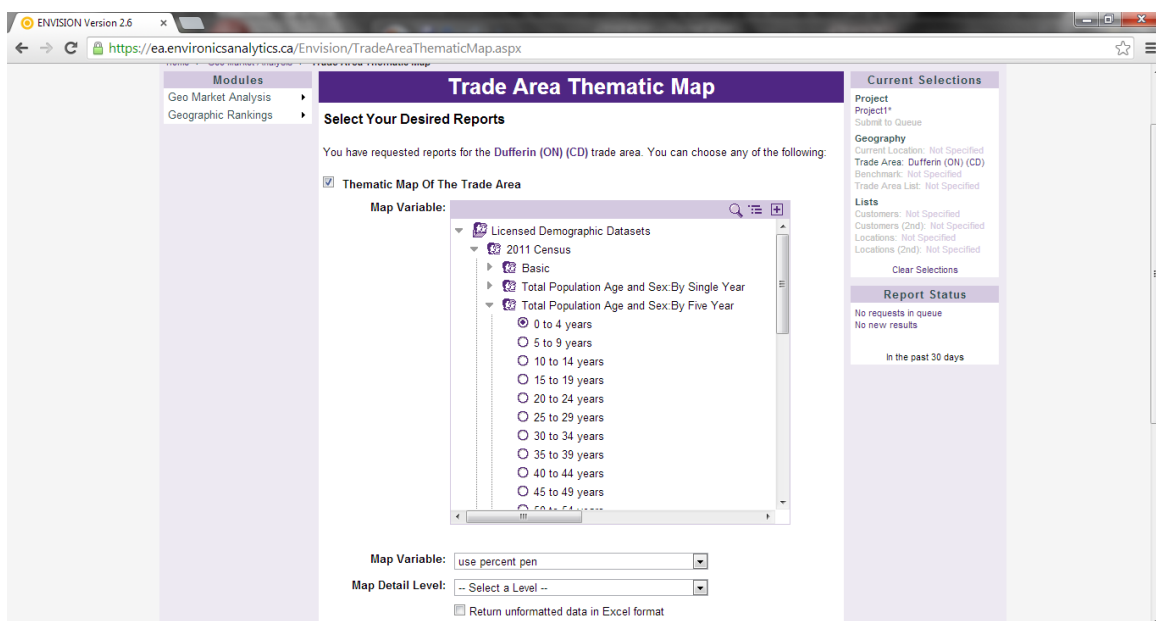 ENVISION Version 2.6
https://ea.environicsanalytics.ca/Envision/TradeAreaThematicMap.aspx
Modules
Geo Market Analysis
Geographic Rankings
Trade Area Thematic Map
Select Your Desired Reports
You have requested reports for the Dufferin (ON) (CD) trade area. You can choose any of the following:
Thematic Map Of The Trade Area
Map Variable:
Licensed Demographic Datasets
2011 Census
Basic
Total Population Age and Sex:By Single Year
Total Population Age and Sex:By Five Year
0 to 4 years
5 to 9 years
10 to 14 years
15 to 19 years
20 to 24 years
25 to 29 years
30 to 34 years
35 to 39 years
40 to 44 years
45 to 49 years
Map Variable: use percent pen
Map Detail Level: -- Select a Level --
Return unformatted data in Excel format
Current Selections
Project
Project1*
Submit to Queue
Geography
Current Location: Not Specified
Trade Area: Dufferin (ON) (CD)
Benchmark: Not Specified
Trade Area List: Not Specified
Lists
Customers: Not Specified
Customers (2nd): Not Specified
Locations: Not Specified
Locations (2nd): Not Specified
Clear Selections
Report Status
No requests in queue
No new results
In the past 30 days